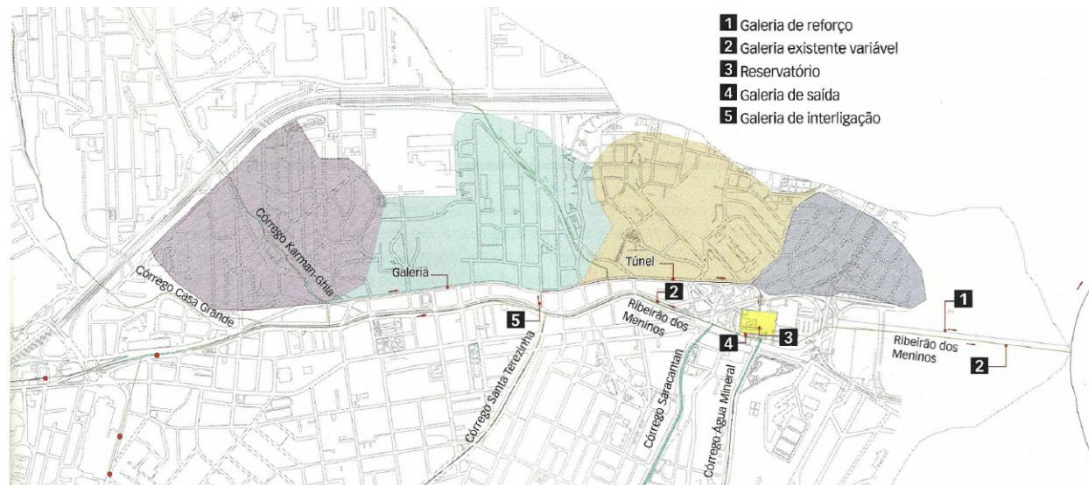 1 Galeria de reforço
2 Galeria existente variável
3 Reservatório
4 Galeria de saída
5 Galeria de interligação
Córrego Karman-Ghia
Córrego Casa Grande
Galeria
Túnel
2
1
5
Ribeirão dos
Meninos
3
4
Ribeirão dos
Meninos
2
Córrego Santa Terezinha
Córrego Saracantan
Córrego Água Mineral